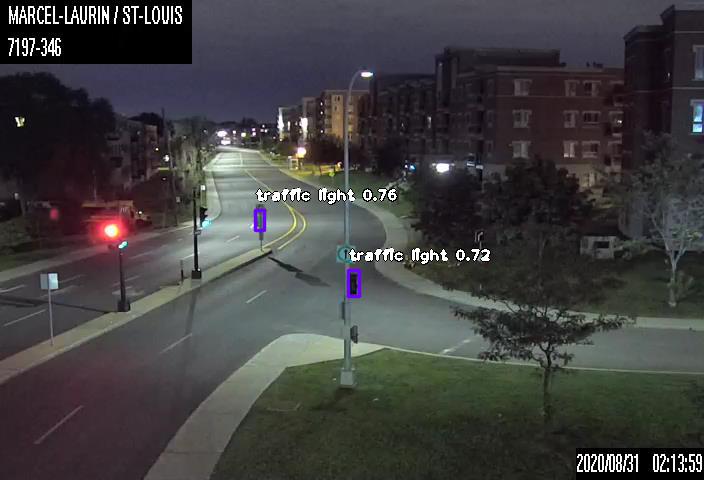 MARCEL-LAURIN / ST-LOUIS
7197-346
traffic light 0.76
traffic light 0.72
2020/08/31 02:13:59